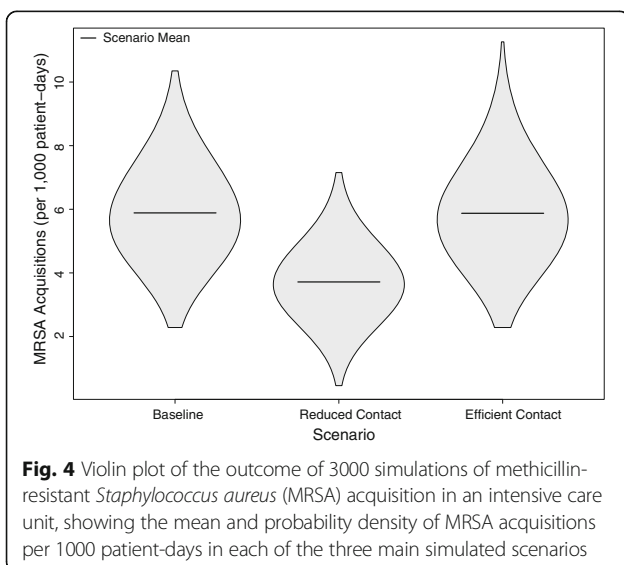 — Scenario Mean
MRSA Acquisitions (per 1,000 patient–days)
10
8
6
4
2
Baseline Reduced Contact Efficient Contact
Scenario
Fig. 4 Violin plot of the outcome of 3000 simulations of methicillin-
resistant Staphylococcus aureus (MRSA) acquisition in an intensive care
unit, showing the mean and probability density of MRSA acquisitions
per 1000 patient-days in each of the three main simulated scenarios